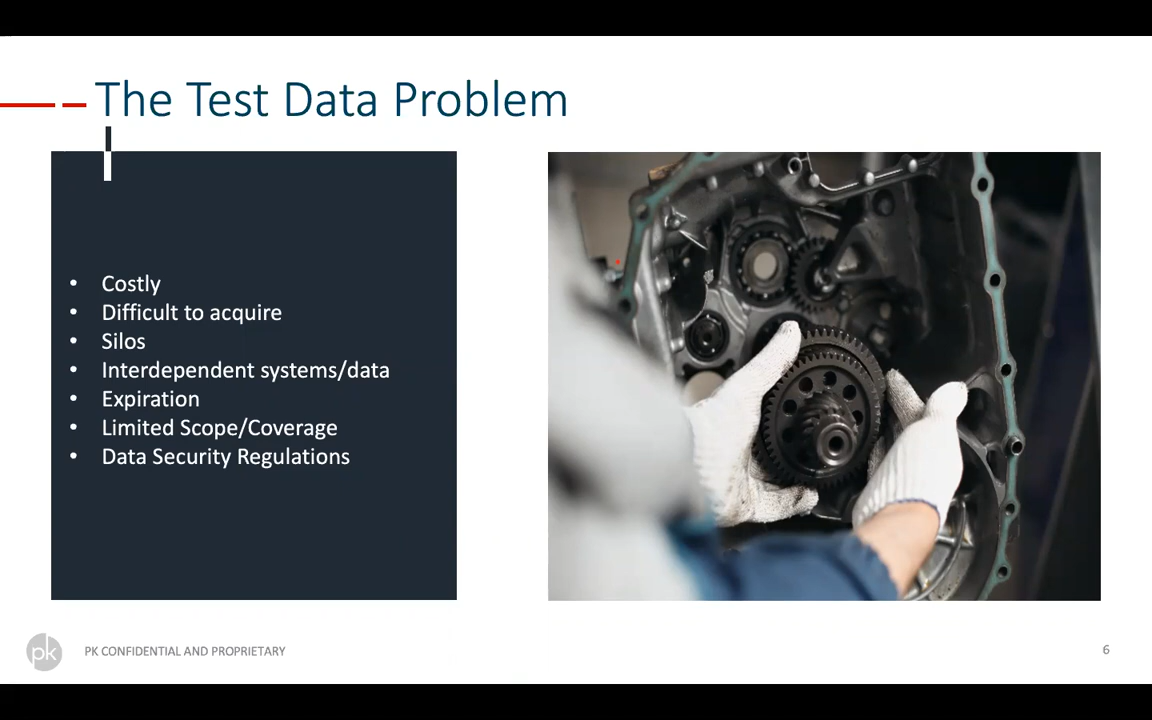 The Test Data Problem
• Costly
• Difficult to acquire
• Silos
• Interdependent systems/data
• Expiration
• Limited Scope/Coverage
• Data Security Regulations
pk
PK CONFIDENTIAL AND PROPRIETARY
6